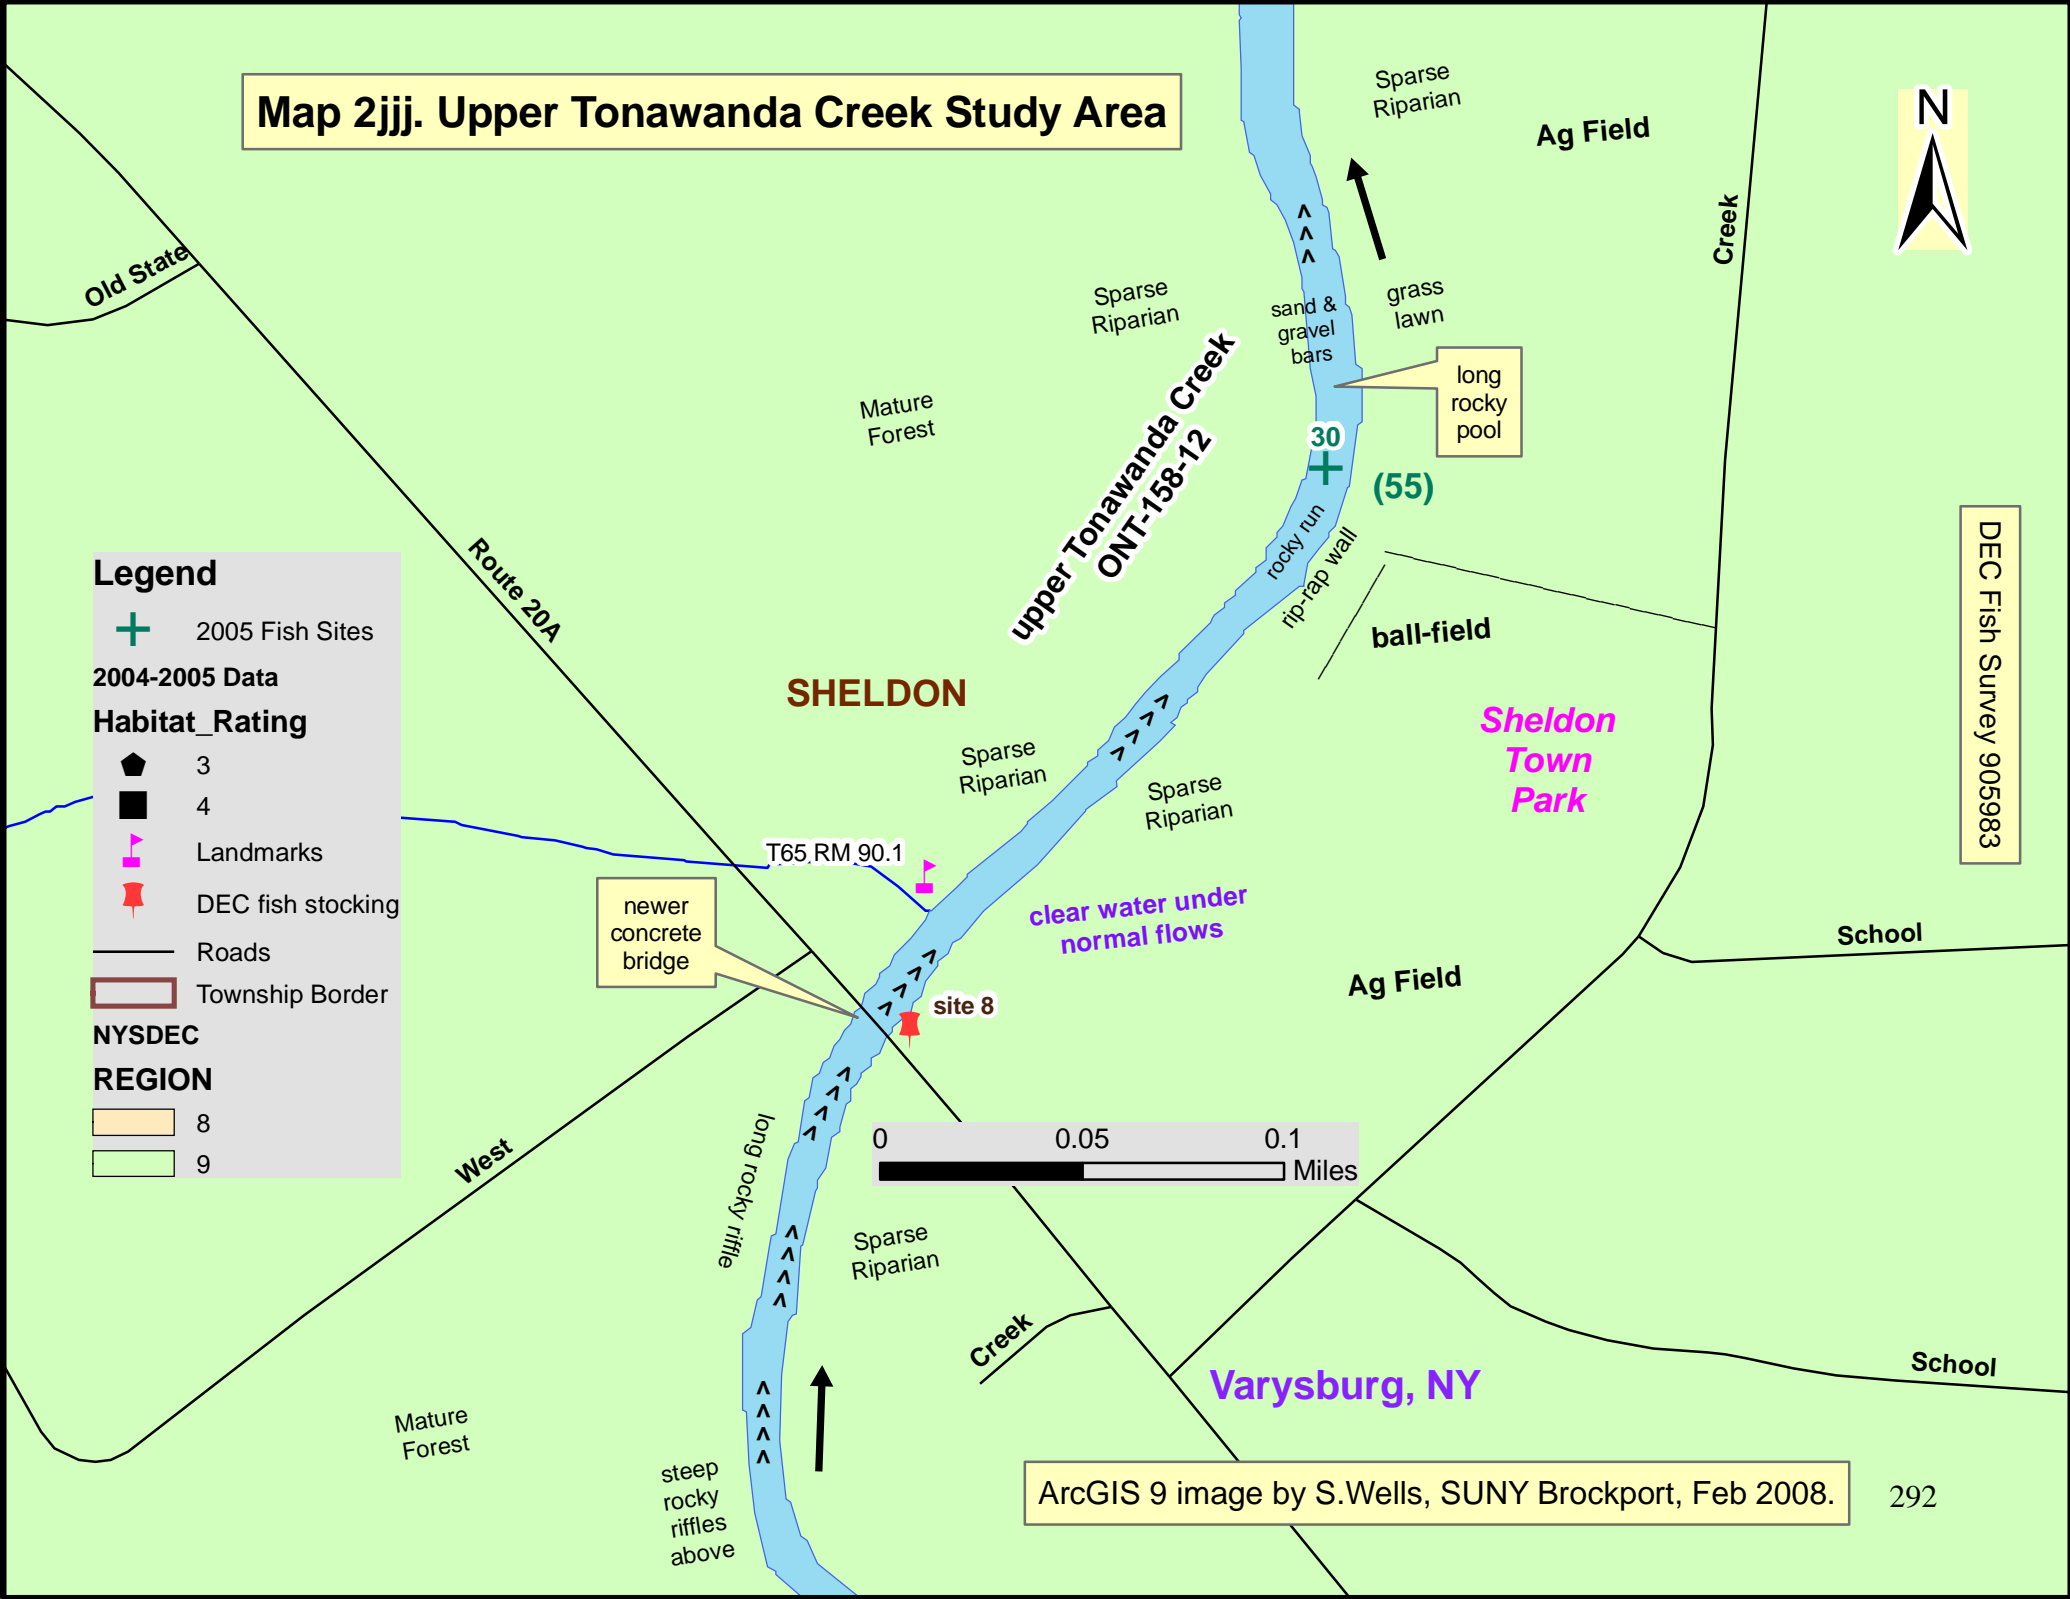 Map 2jjj. Upper Tonawanda Creek Study Area
Sparse
Riparian
Ag Field
N
Creek
Old State
Sparse
Riparian
sand &
gravel
bars
grass
lawn
long
rocky
pool
Mature
Forest
upper Tonawanda Creek
ONT-158-12
30
(55)
rocky run
rip-rap wall
ball-field
Route 20A
DEC Fish Survey 905983
Legend
2005 Fish Sites
2004-2005 Data
Habitat_Rating
3
4
Landmarks
DEC fish stocking
Roads
Township Border
NYSDEC
REGION
8
9
SHELDON
Sheldon
Town
Park
Sparse
Riparian
Sparse
Riparian
T65 RM 90.1
newer
concrete
bridge
clear water under
normal flows
School
Ag Field
site 8
long rocky riffle
0 0.05 0.1
Miles
West
Sparse
Riparian
Creek
School
Varysburg, NY
Mature
Forest
steep
rocky
riffles
above
ArcGIS 9 image by S.Wells, SUNY Brockport, Feb 2008.
292